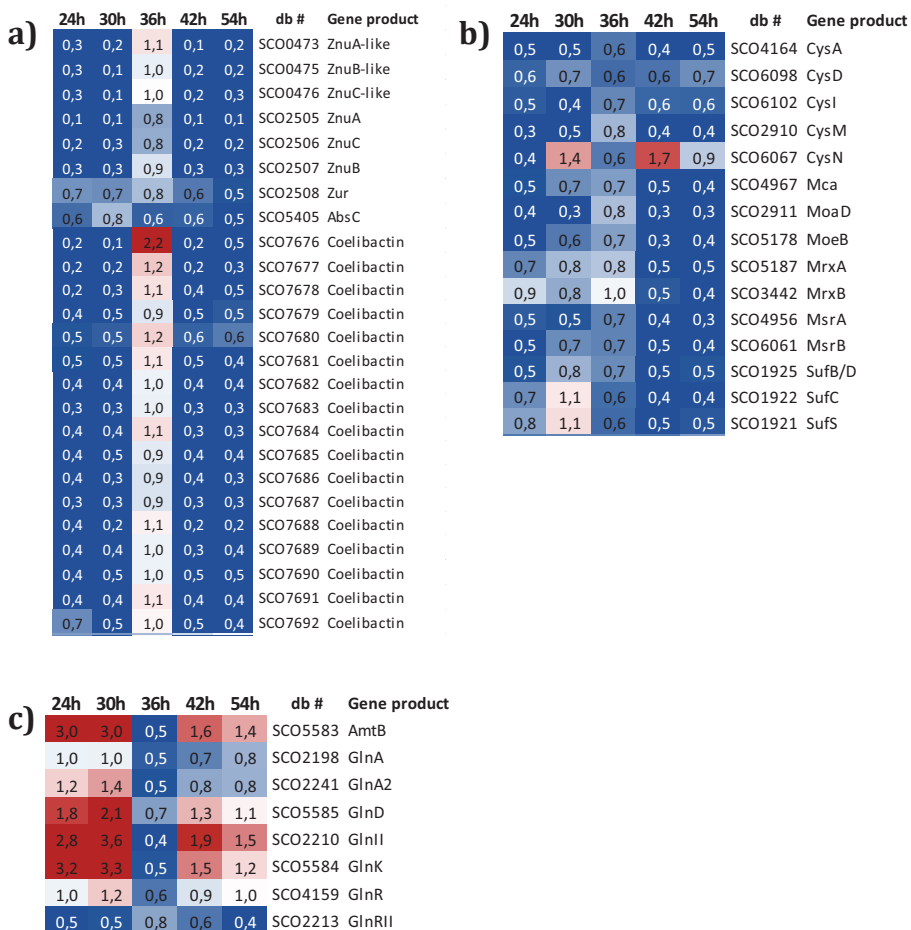 a)
24h 30h 36h 42h 54h db # Gene product
0,3 0,2 1,1 0,1 0,2 SCO0473 ZnuA-like
0,3 0,1 1,0 0,2 0,2 SCO0475 ZnuB-like
0,3 0,1 1,0 0,2 0,3 SCO0476 ZnuC-like
0,1 0,1 0,8 0,1 0,1 SCO2505 ZnuA
0,2 0,3 0,8 0,2 0,2 SCO2506 ZnuC
0,3 0,3 0,9 0,3 0,3 SCO2507 ZnuB
0,7 0,7 0,8 0,6 0,5 SCO2508 Zur
0,6 0,8 0,6 0,6 0,5 SCO5405 AbsC
0,2 0,1 2,2 0,2 0,5 SCO7676 Coelibactin
0,2 0,2 1,2 0,2 0,3 SCO7677 Coelibactin
0,2 0,3 1,1 0,4 0,5 SCO7678 Coelibactin
0,4 0,5 0,9 0,5 0,5 SCO7679 Coelibactin
0,5 0,5 1,2 0,6 0,6 SCO7680 Coelibactin
0,5 0,5 1,1 0,5 0,4 SCO7681 Coelibactin
0,4 0,4 1,0 0,4 0,4 SCO7682 Coelibactin
0,3 0,3 1,0 0,3 0,3 SCO7683 Coelibactin
0,4 0,4 1,1 0,3 0,3 SCO7684 Coelibactin
0,4 0,5 0,9 0,4 0,4 SCO7685 Coelibactin
0,4 0,3 0,9 0,4 0,3 SCO7686 Coelibactin
0,3 0,3 0,9 0,3 0,3 SCO7687 Coelibactin
0,4 0,2 1,1 0,2 0,2 SCO7688 Coelibactin
0,4 0,4 1,0 0,3 0,4 SCO7689 Coelibactin
0,4 0,5 1,0 0,5 0,5 SCO7690 Coelibactin
0,4 0,4 1,1 0,4 0,4 SCO7691 Coelibactin
0,7 0,5 1,0 0,5 0,4 SCO7692 Coelibactin
b)
24h 30h 36h 42h 54h db # Gene product
0,5 0,5 0,6 0,4 0,5 SCO4164 CysA
0,6 0,7 0,6 0,6 0,7 SCO6098 CysD
0,5 0,4 0,7 0,6 0,6 SCO6102 CysI
0,3 0,5 0,8 0,4 0,4 SCO2910 CysM
0,4 1,4 0,6 1,7 0,9 SCO6067 CysN
0,5 0,7 0,7 0,5 0,4 SCO4967 Mca
0,4 0,3 0,8 0,3 0,3 SCO2911 MoaD
0,5 0,6 0,7 0,3 0,4 SCO5178 MoeB
0,7 0,8 0,8 0,5 0,5 SCO5187 MrxA
0,9 0,8 1,0 0,5 0,4 SCO3442 MrxB
0,5 0,5 0,7 0,4 0,3 SCO4956 MsrA
0,5 0,7 0,7 0,5 0,4 SCO6061 MsrB
0,5 0,8 0,7 0,5 0,5 SCO1925 SufB/D
0,7 1,1 0,6 0,4 0,4 SCO1922 SufC
0,8 1,1 0,6 0,5 0,5 SCO1921 SufS
c)
24h 30h 36h 42h 54h db # Gene product
3,0 3,0 0,5 1,6 1,4 SCO5583 AmtB
1,0 1,0 0,5 0,7 0,8 SCO2198 GlnA
1,2 1,4 0,5 0,8 0,8 SCO2241 GlnA2
1,8 2,1 0,7 1,3 1,1 SCO5585 GlnD
2,8 3,6 0,4 1,9 1,5 SCO2210 GlnII
3,2 3,3 0,5 1,5 1,2 SCO5584 GlnK
1,0 1,2 0,6 0,9 1,0 SCO4159 GlnR
0,5 0,5 0,8 0,6 0,4 SCO2213 GlnRII